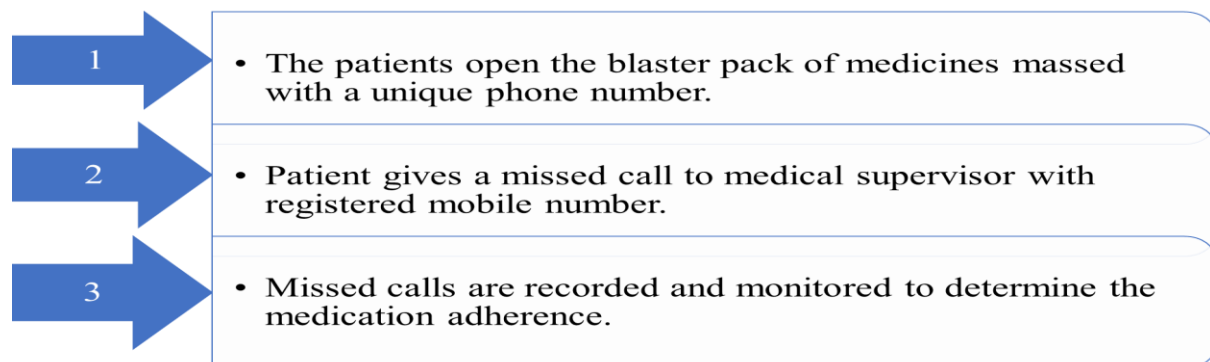 1
• The patients open the blaster pack of medicines massed
with a unique phone number.
2
• Patient gives a missed call to medical supervisor with
registered mobile number.
3
• Missed calls are recorded and monitored to determine the
medication adherence.